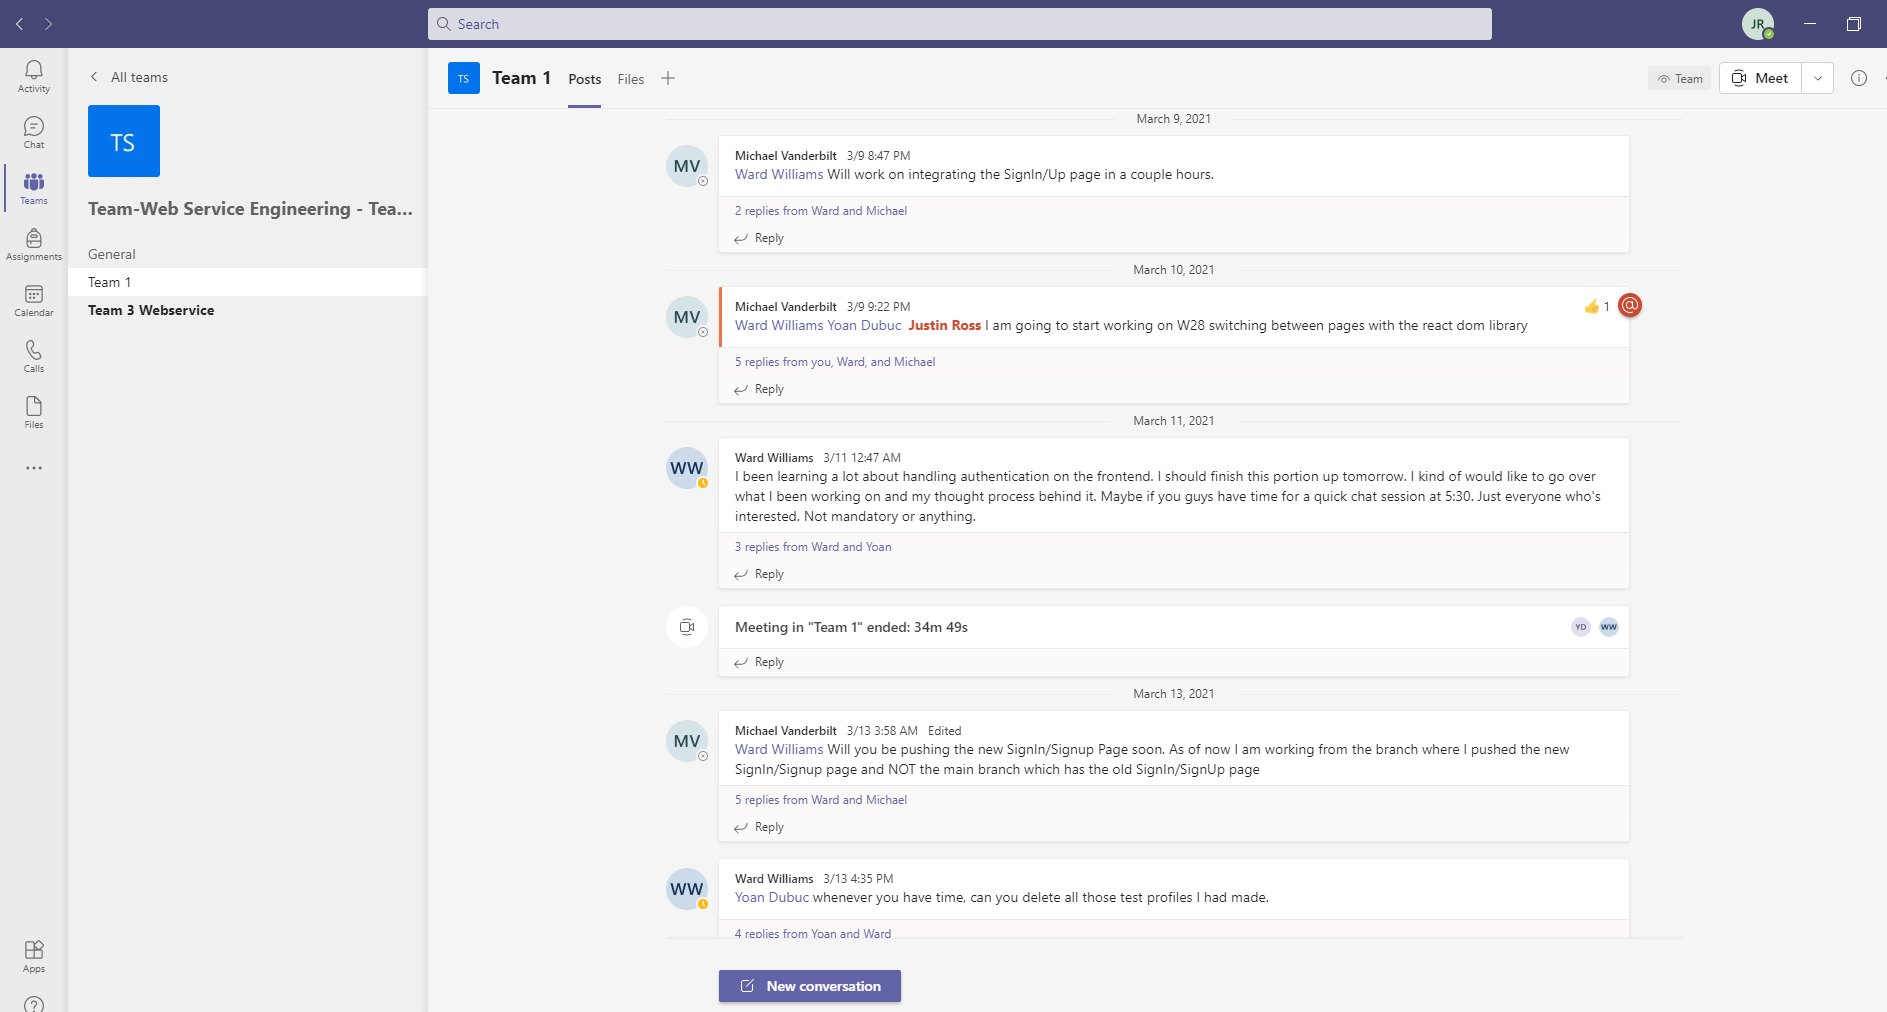 Search
JR
Activity
Chat
Teams
Assignments
Calendar
Calls
Files
Apps
All teams
TS
Team-Web Service Engineering - Tea...
General
Team 1
Team 3 Webservice
TS
Team 1
Posts
Files
Team
Meet
March 9, 2021
MV
Michael Vanderbilt 3/9 8:47 PM
Ward Williams Will work on integrating the SignIn/Up page in a couple hours.
2 replies from Ward and Michael
Reply
March 10, 2021
MV
Michael Vanderbilt 3/9 9:22 PM
1
@
Ward Williams Yoan Dubuc Justin Ross I am going to start working on W28 switching between pages with the react dom library
5 replies from you, Ward, and Michael
Reply
March 11, 2021
WW
Ward Williams 3/11 12:47 AM
I been learning a lot about handling authentication on the frontend. I should finish this portion up tomorrow. I kind of would like to go over
what I been working on and my thought process behind it. Maybe if you guys have time for a quick chat session at 5:30. Just everyone who's
interested. Not mandatory or anything.
3 replies from Ward and Yoan
Reply
Meeting in "Team 1" ended: 34m 49s
YD
WW
Reply
March 13, 2021
MV
Michael Vanderbilt 3/13 3:58 AM Edited
Ward Williams Will you be pushing the new SignIn/Signup Page soon. As of now I am working from the branch where I pushed the new
SignIn/Signup page and NOT the main branch which has the old SignIn/SignUp page
5 replies from Ward and Michael
Reply
WW
Ward Williams 3/13 4:35 PM
Yoan Dubuc whenever you have time, can you delete all those test profiles I had made.
4 replies from Yoan and Ward
New conversation